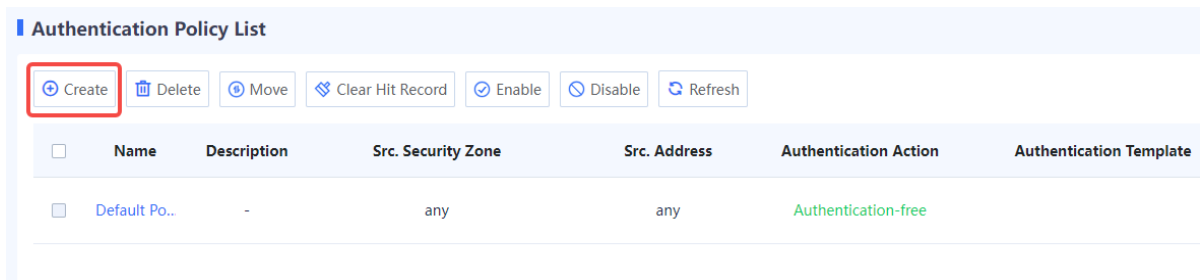 Authentication Policy List
Create Delete Move Clear Hit Record Enable Disable Refresh
Name Description Src. Security Zone Src. Address Authentication Action Authentication Template
Default Po... - any any Authentication-free